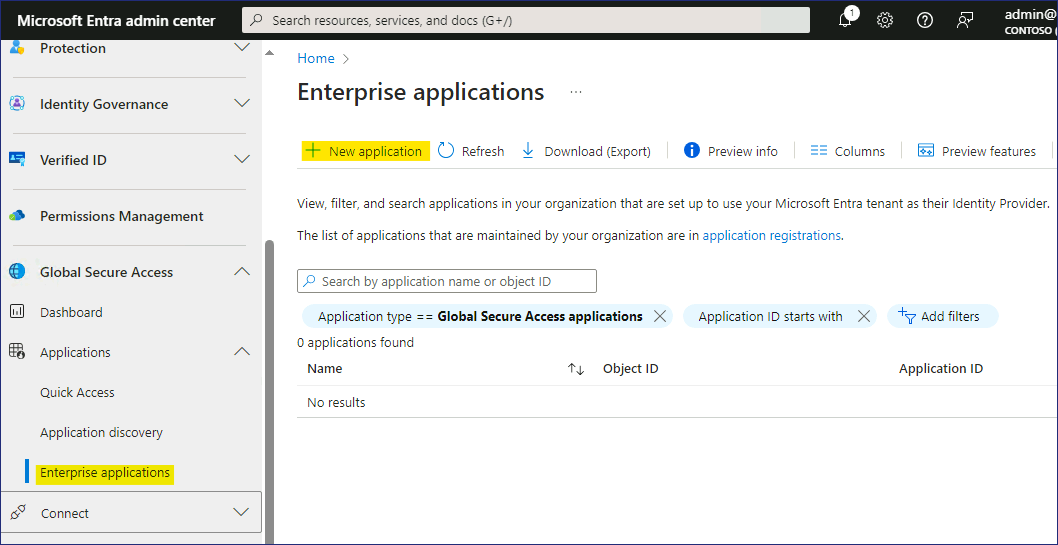 Microsoft Entra admin center
Search resources, services, and docs (G+/)
1
admin@
CONTOSO (
Protection
Identity Governance
Verified ID
Permissions Management
Global Secure Access
Dashboard
Applications
Quick Access
Application discovery
Enterprise applications
Connect
Home >
Enterprise applications ...
+ New application
Refresh
Download (Export)
Preview info
Columns
Preview features
View, filter, and search applications in your organization that are set up to use your Microsoft Entra tenant as their Identity Provider.
The list of applications that are maintained by your organization are in application registrations.
Search by application name or object ID
Application type == Global Secure Access applications
Application ID starts with
Add filters
0 applications found
Name Object ID Application ID
No results